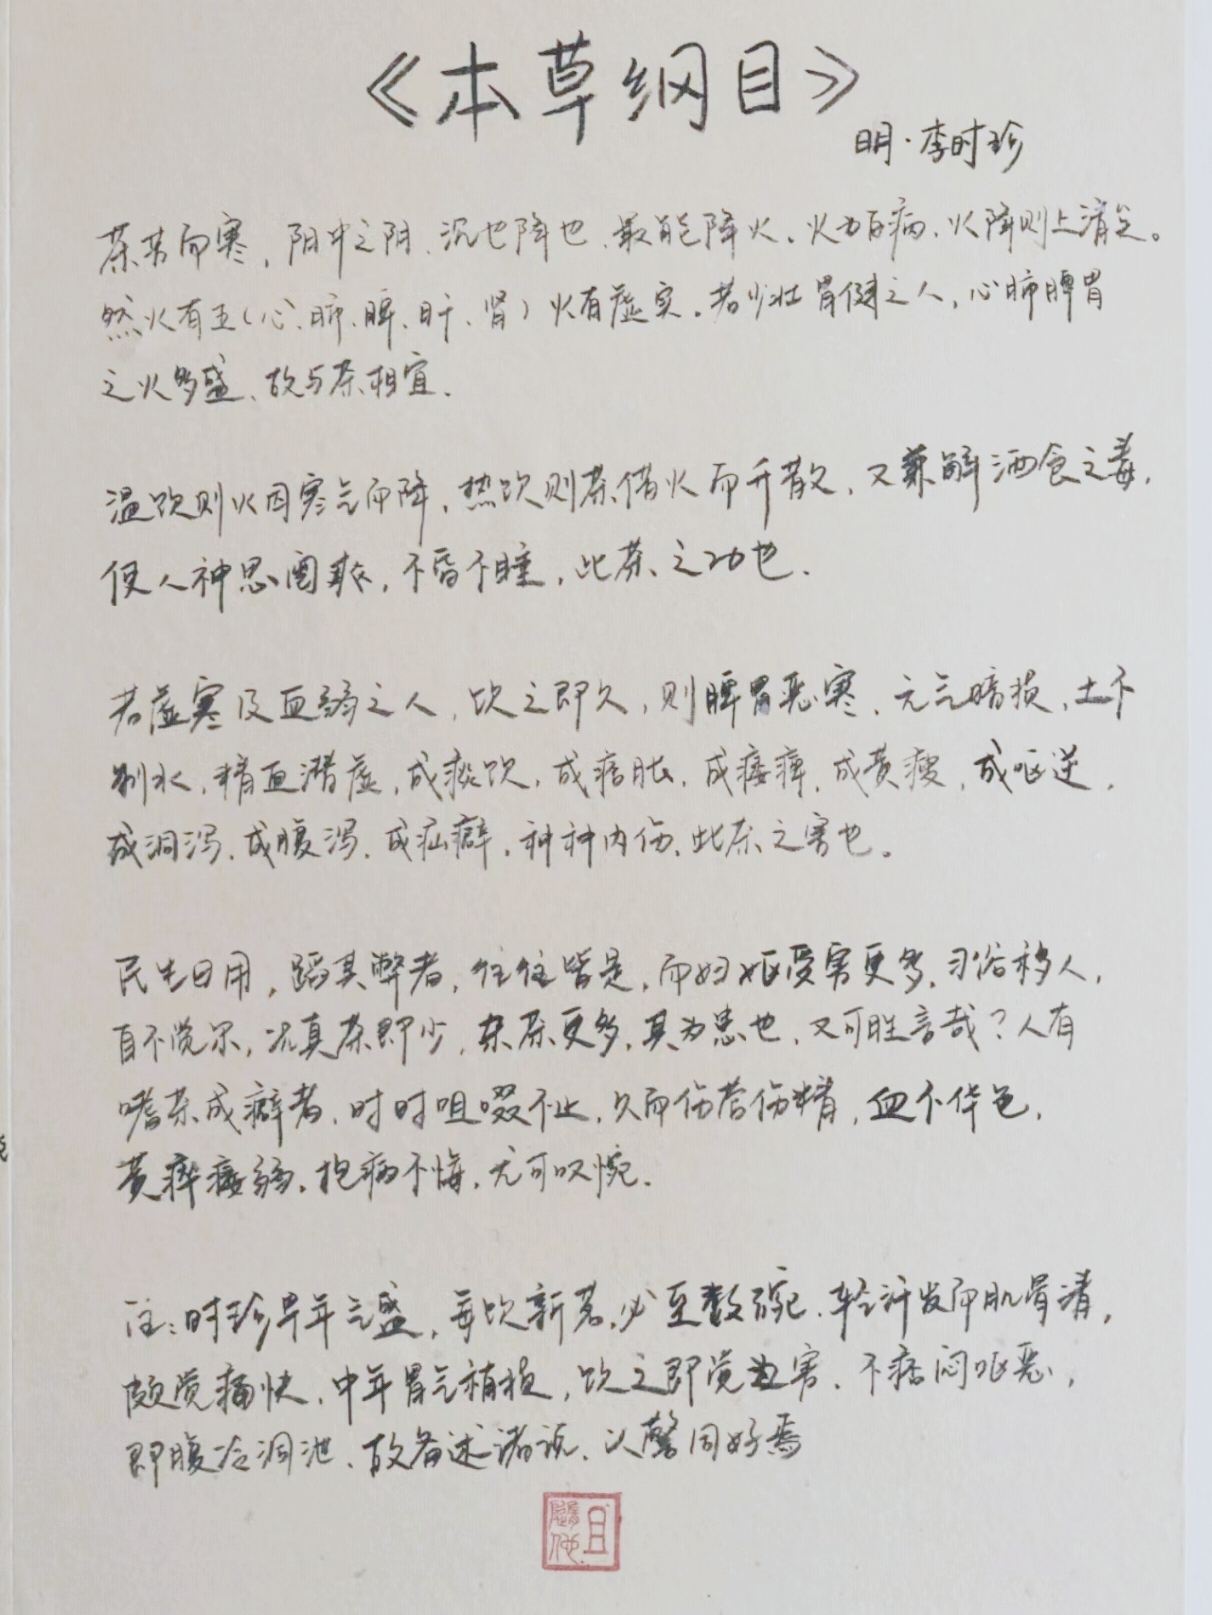 《本草纲目》
明·李时珍
茶苦而寒，阴中之阴、沉也降也、最能降火。火为百病、火降则上清矣。
然火有五（心、肺、脾、肝、肾）火有虚实。若少壮胃健之人，心肺脾胃
之火多盛、故与茶相宜.
温饮则火因寒气而降，热饮则茶借火而升散、又兼解酒食之毒，
使人神思闿爽，不昏不睡，此茶之功也.
若虚寒及血弱之人，饮之即久，则脾胃恶寒、元气暗损，土不
制水，精血潜虚，成痰饮，成痞胀，成痿痹，成黄瘦，成呕逆，
成洞泻、成腹泻、成疝癖，种种内伤、此茶之害也。
民生日用，蹈其弊者，往往皆是，而妇妪受害更多，习俗移人，
自不觉尔，况真茶即少，杂茶更多，其为患也、又可胜言哉？人有
嗜茶成癖者，时时咀啜不止，久而伤营伤精，血不华色，
黄瘁痿弱，抱病不悔，尤可叹惋.
注：时珍早年气盛，每饮新茗，必至数碗、轻汗发而肌骨清，
颇觉痛快、中年胃气稍损，饮之即觉为害、不痞闷呕恶，
即腹冷洞泄、故备述诸说、以警同好焉
且
随他